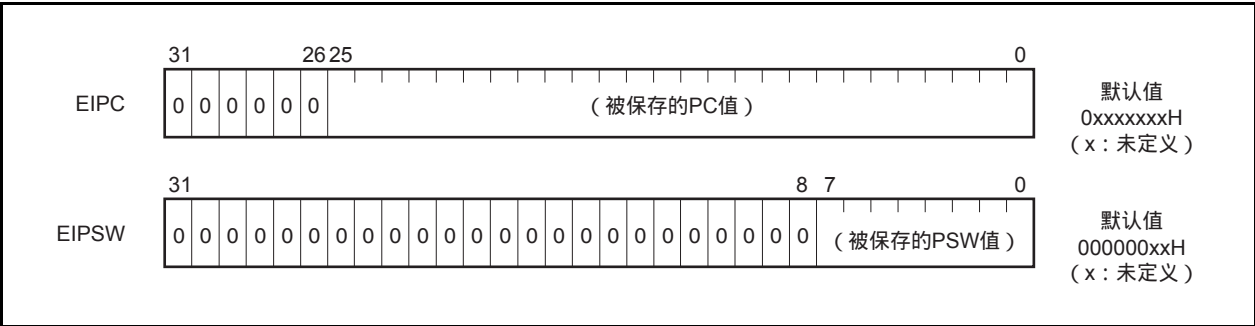 31 26 25 0
EIPC 0 0 0 0 0 0 （被保存的PC值） 默认值
0xxxxxxxH
（x：未定义）
31 8 7 0
EIPSW 0 0 0 0 0 0 0 0 0 0 0 0 0 0 0 0 0 0 0 0 0 0 0 0 （被保存的PSW值） 默认值
000000xxH
（x：未定义）